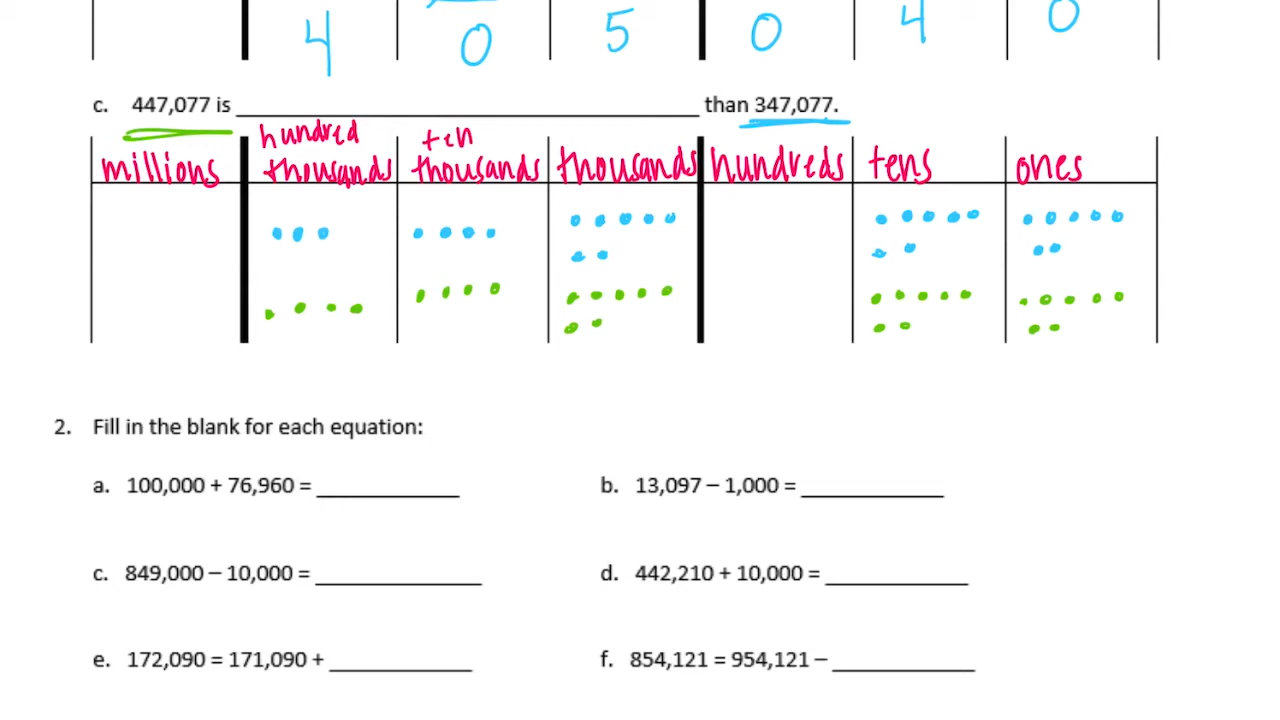 4 0 5 0 4 0
c. 447,077 is ______________ than 347,077.
hundred ten
millions thousands thousands thousands hundreds tens ones
2. Fill in the blank for each equation:
a. 100,000 + 76,960 = ________ b. 13,097 – 1,000 = ________
c. 849,000 – 10,000 = ________ d. 442,210 + 10,000 = ________
e. 172,090 = 171,090 + ________ f. 854,121 = 954,121 – ________